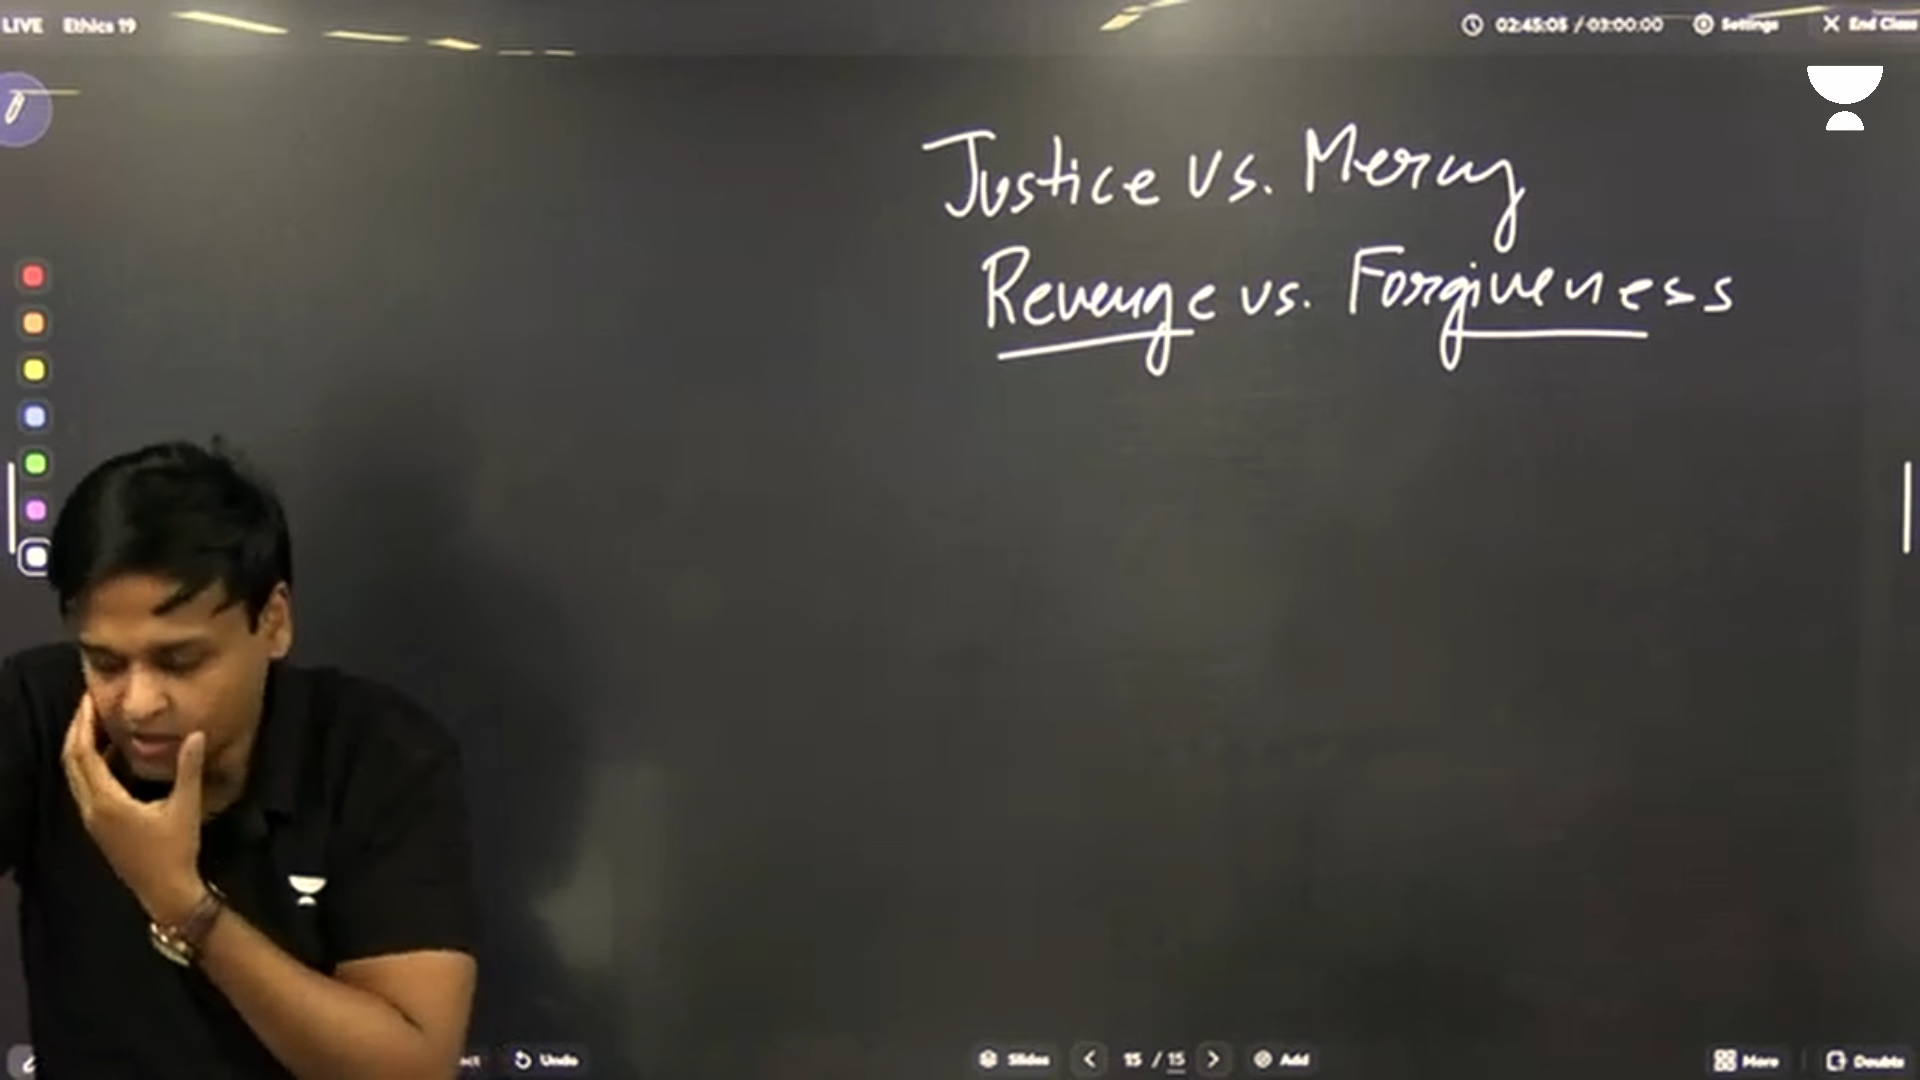 LIVE Ethics 19 02:45:05 / 03:00:00 Settings End Class
Justice vs. Mercy
Revenge vs. Forgiveness
Undo Slides 15 / 15 Add More Doubts